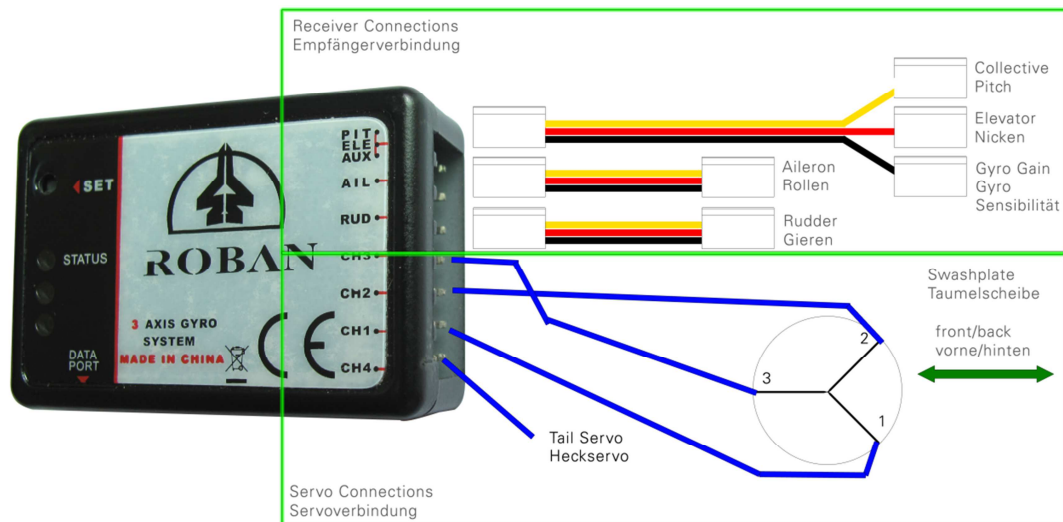 Receiver Connections
Empfängerverbindung
Collective
Pitch
Elevator
Nicken
Gyro Gain
Gyro
Sensibilität
Aileron
Rollen
Rudder
Gieren
PIT
ELE
AUX
AIL
RUD
CH3
CH2
CH1
CH4
SET
STATUS
DATA
PORT
ROBAN
3 AXIS GYRO
SYSTEM
MADE IN CHINA
CE
Swashplate
Taumelscheibe
front/back
vorne/hinten
2
3
1
Tail Servo
Heckservo
Servo Connections
Servoverbindung